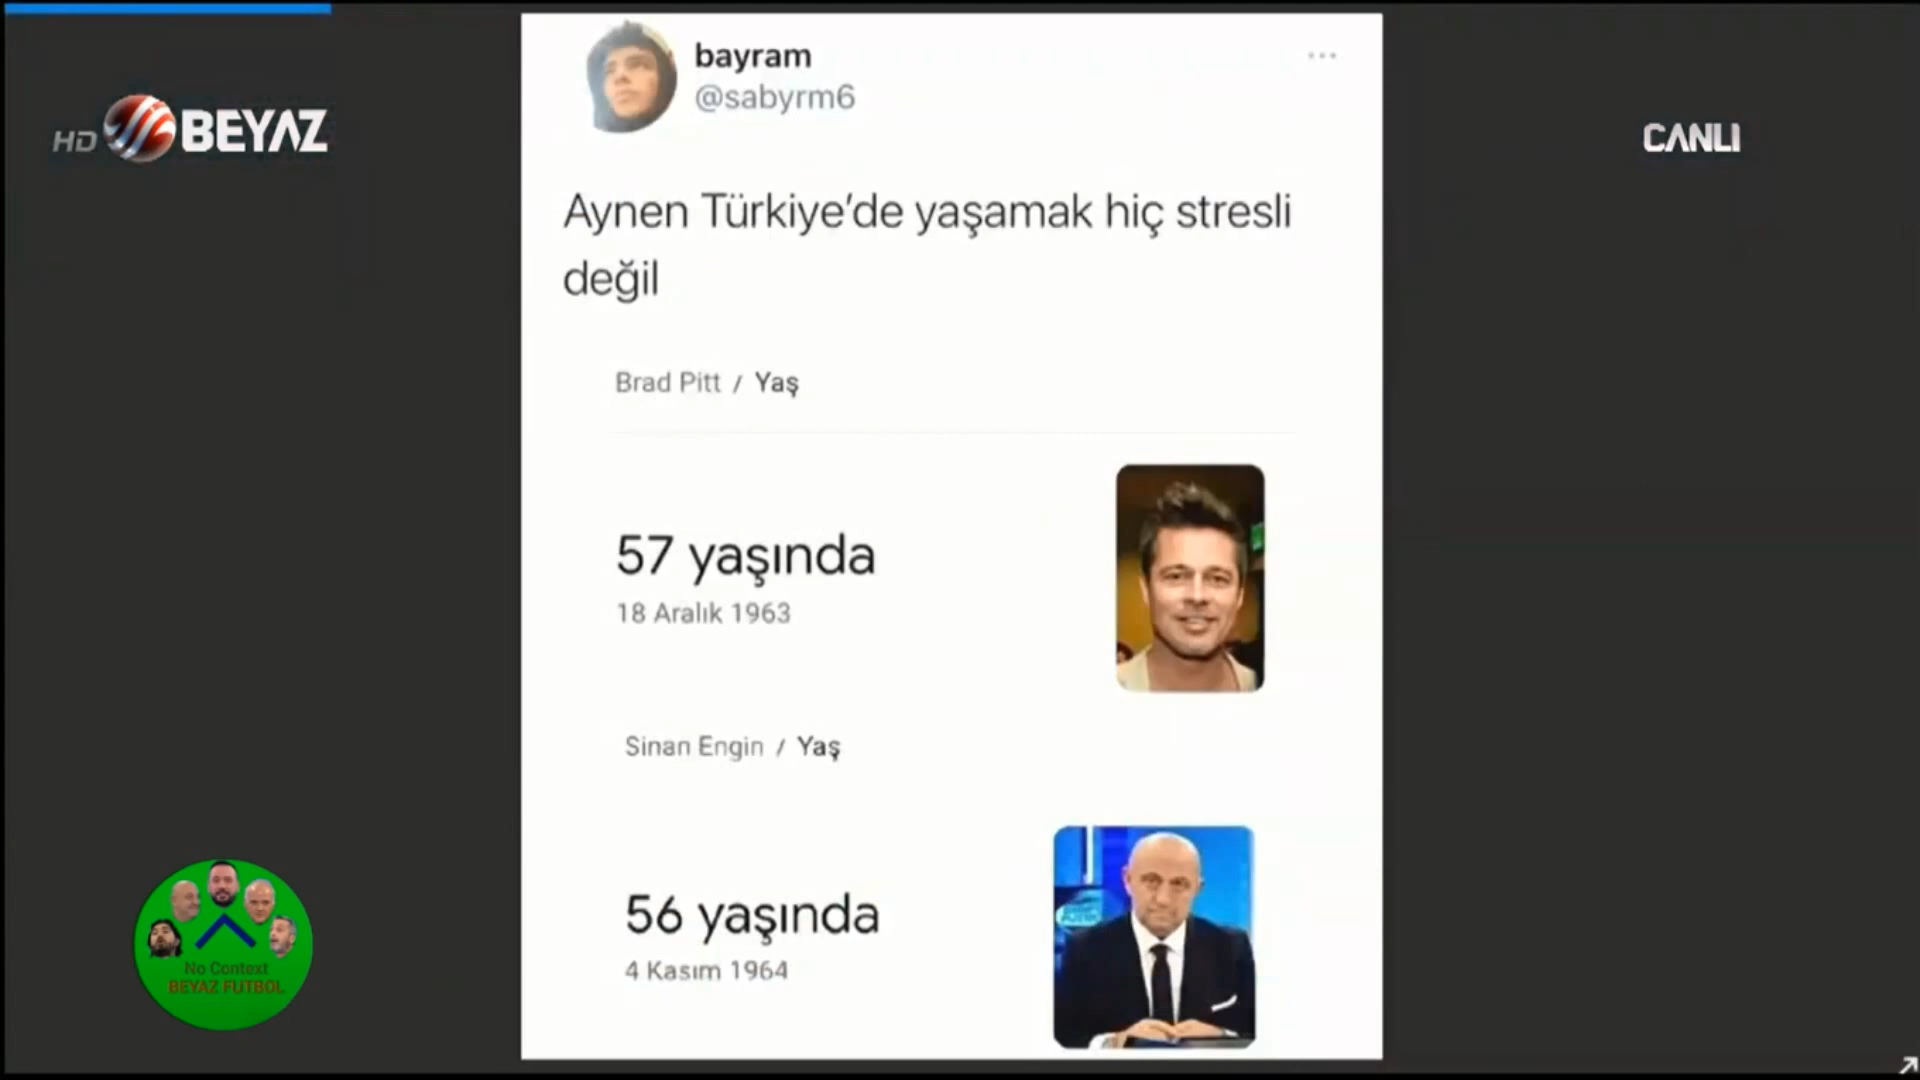 bayram
@sabyrm6
HD BEYAZ
CANLI
Aynen Türkiye’de yaşamak hiç stresli
değil
Brad Pitt / Yaş
57 yaşında
18 Aralık 1963
Sinan Engin / Yaş
56 yaşında
4 Kasım 1964
No Context
BEYAZ FUTBOL